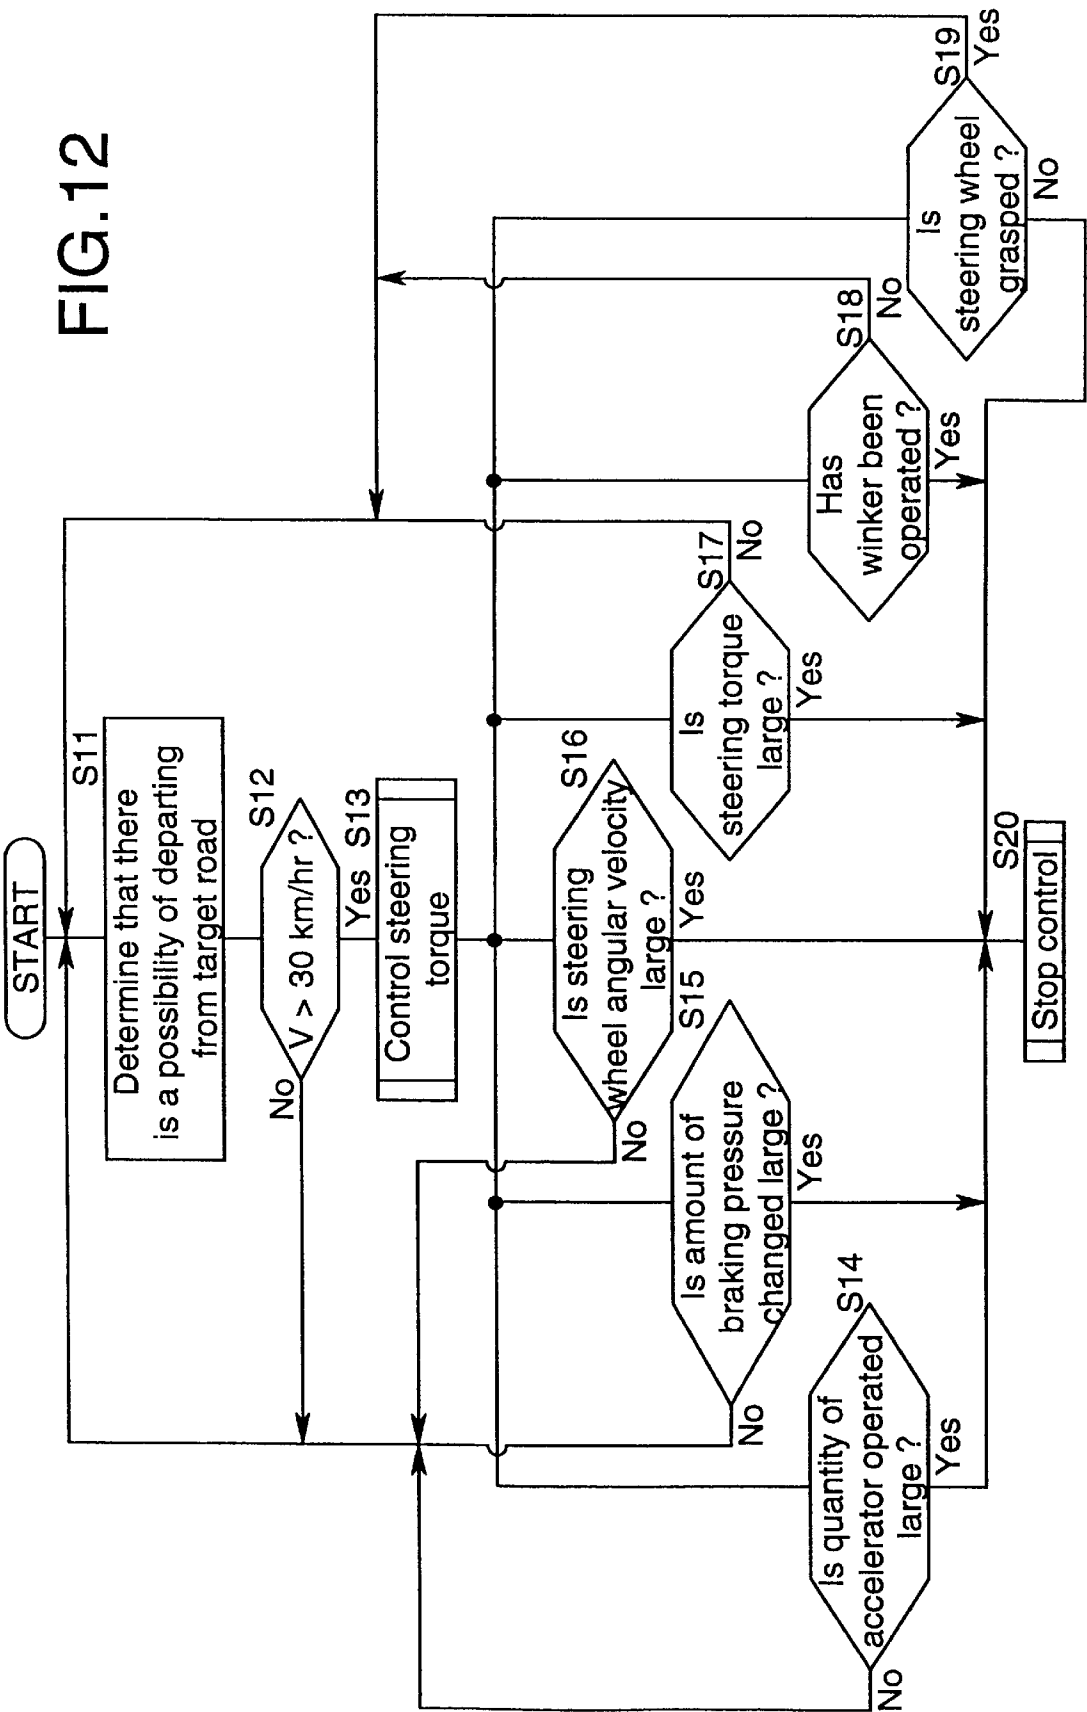 FIG.12
START
S11
Determine that there
is a possibility of departing
from target road
S12
V > 30 km/hr ?
No
Yes
S13
Control steering
torque
S16
Is steering
wheel angular velocity
large ?
No
Yes
S15
Is amount of
braking pressure
changed large ?
No
Yes
S17
Is
steering torque
large ?
No
Yes
S14
Is quantity of
accelerator operated
large ?
No
Yes
S18
Has
winker been
operated ?
No
Yes
S19
Is
steering wheel
grasped ?
Yes
No
S20
Stop control